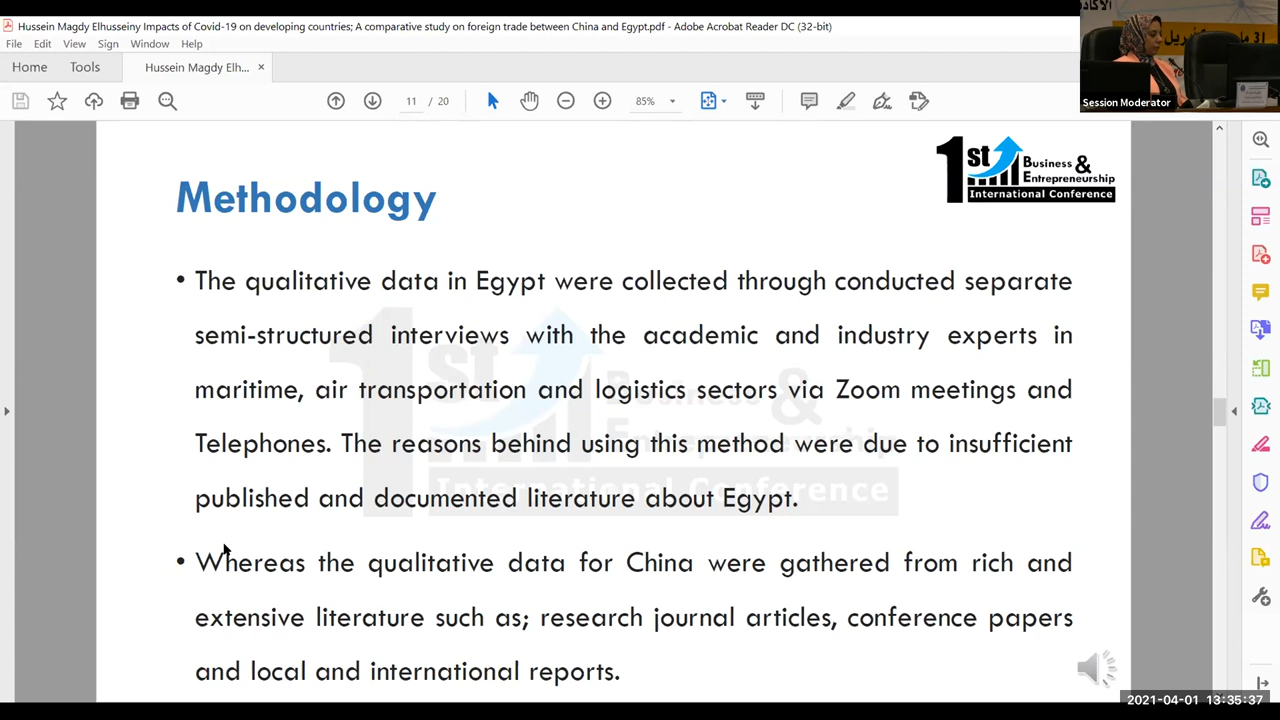 Hussein Magdy Elhusseiny Impacts of Covid-19 on developing countries; A comparative study on foreign trade between China and Egypt.pdf - Adobe Acrobat Reader DC (32-bit)
File Edit View Sign Window Help
Home Tools Hussein Magdy Elh... ×
11 / 20 85%
31
Session Moderator
1st Business & Entrepreneurship International Conference
Methodology
• The qualitative data in Egypt were collected through conducted separate
semi-structured interviews with the academic and industry experts in
maritime, air transportation and logistics sectors via Zoom meetings and
Telephones. The reasons behind using this method were due to insufficient
published and documented literature about Egypt.
• Whereas the qualitative data for China were gathered from rich and
extensive literature such as; research journal articles, conference papers
and local and international reports.
1st Business & Entrepreneurship International Conference
2021-04-01 13:35:37